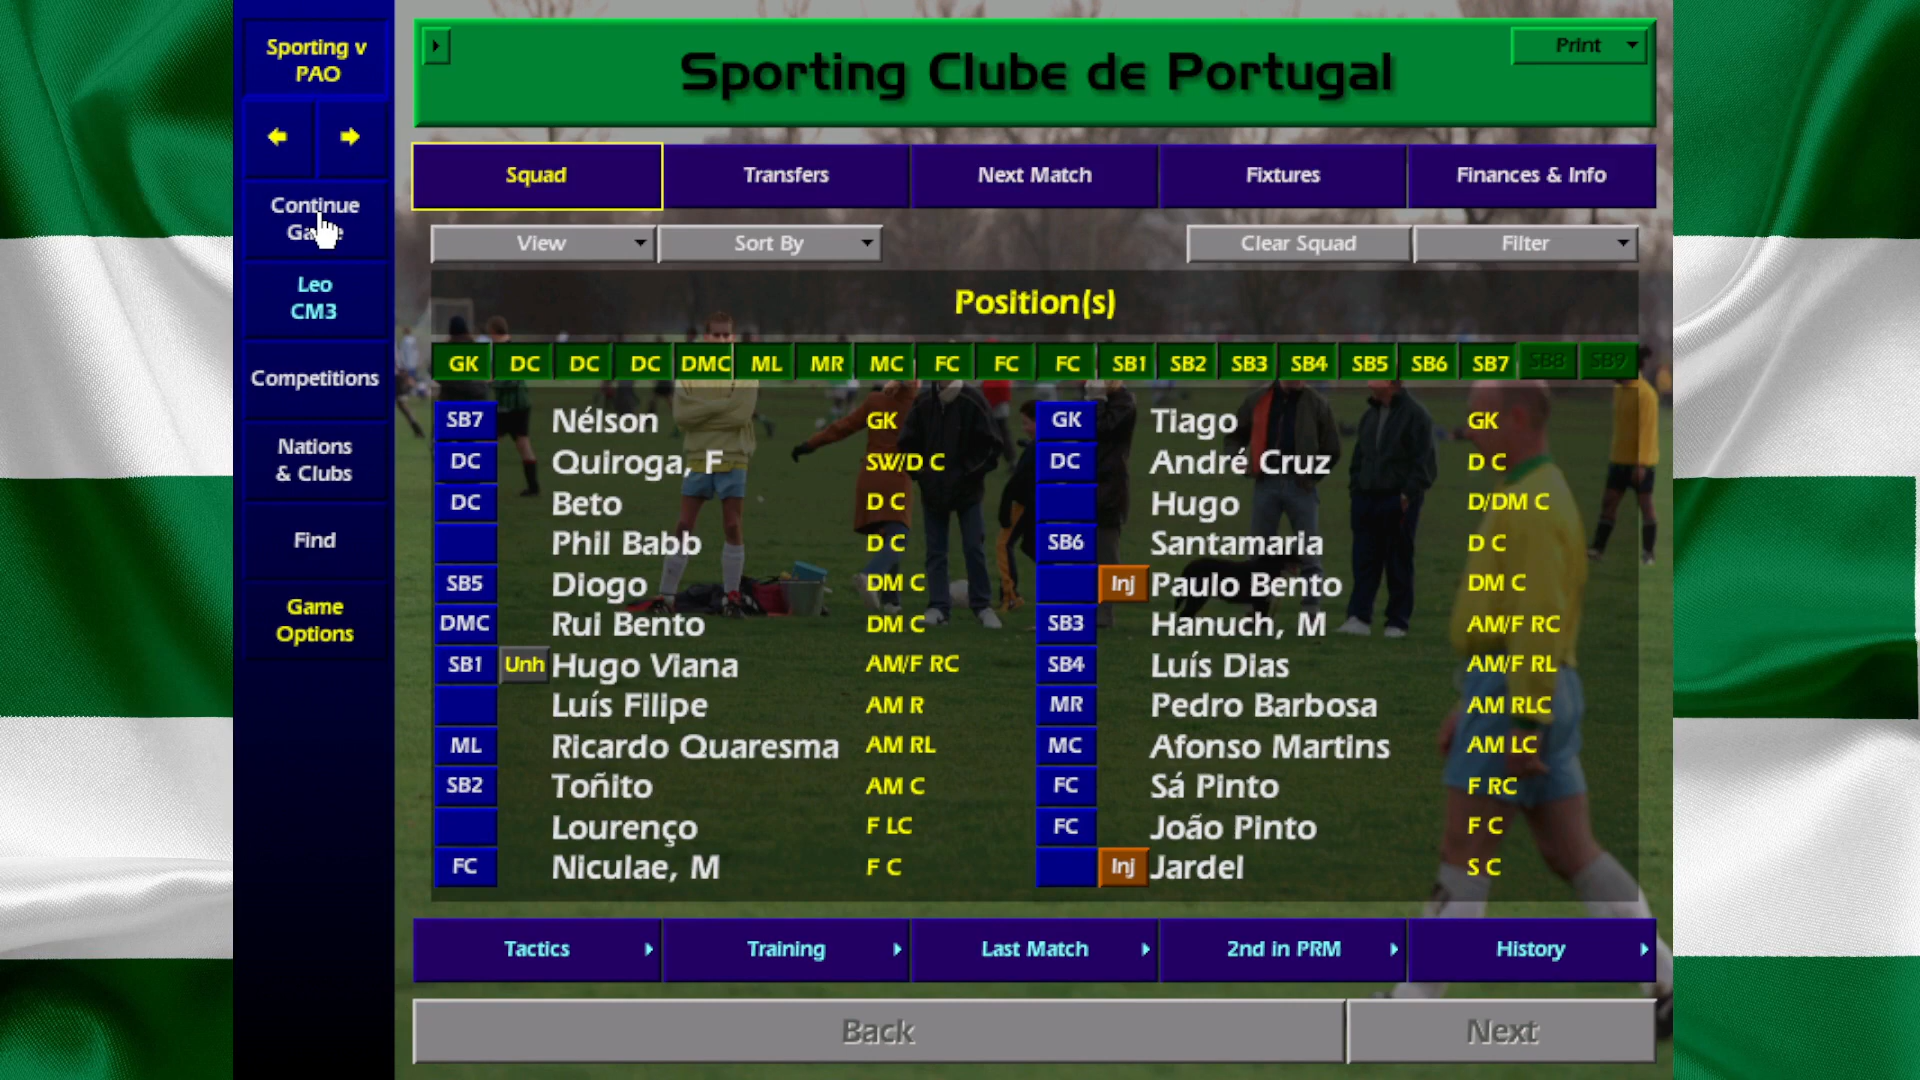 Sporting v
PAO
Continue
Leo
CM3
Competitions
Nations
& Clubs
Find
Game
Options
Sporting Clube de Portugal
Print
Squad Transfers Next Match Fixtures Finances & Info
View Sort By Clear Squad Filter
Position(s)
GK DC DC DC DMC ML MR MC FC FC FC SB1 SB2 SB3 SB4 SB5 SB6 SB7 SB8 SB9
SB7 Nélson GK GK Tiago GK
DC Quiroga, F SW/D C DC André Cruz D C
DC Beto D C Hugo D/DM C
Phil Babb D C SB6 Santamaria D C
SB5 Diogo DM C Inj Paulo Bento DM C
DMC Rui Bento DM C SB3 Hanuch, M AM/F RC
SB1 Unh Hugo Viana AM/F RC SB4 Luís Dias AM/F RL
Luís Filipe AM R MR Pedro Barbosa AM RLC
ML Ricardo Quaresma AM RL MC Afonso Martins AM LC
SB2 Toñito AM C FC Sá Pinto F RC
Lourenço F LC FC João Pinto F C
FC Niculae, M F C Inj Jardel S C
Tactics Training Last Match 2nd in PRM History
Back Next